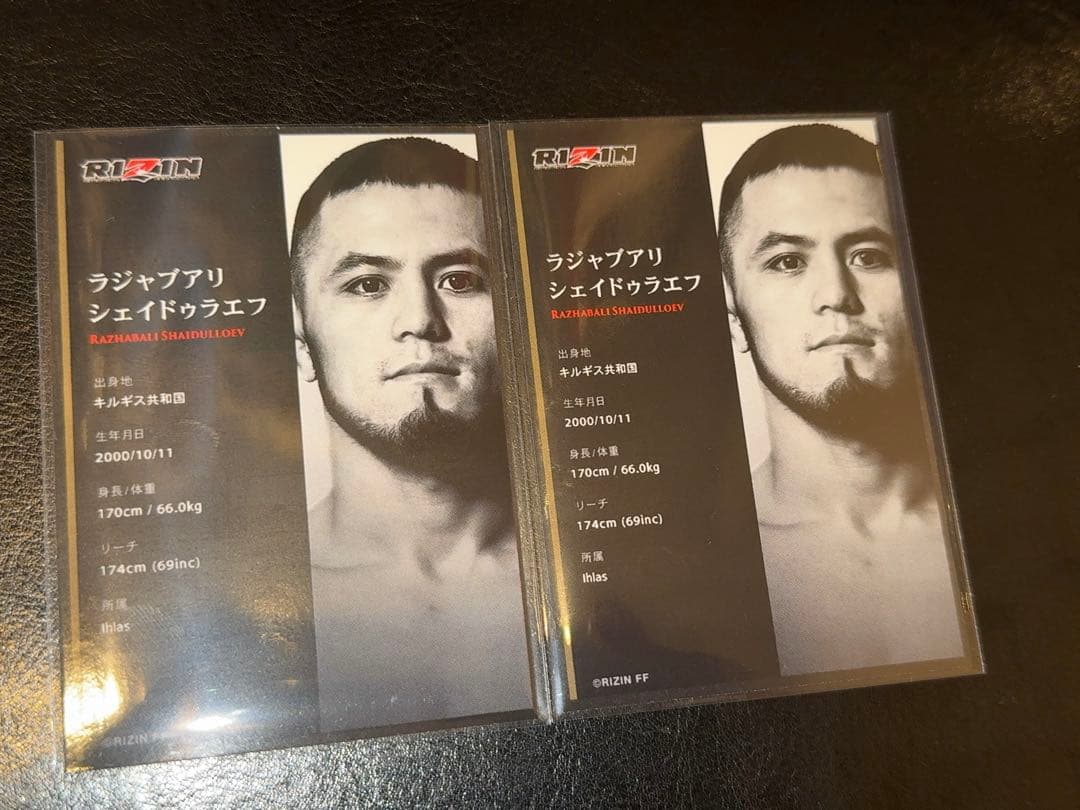 RIZIN
ラジャブアリ
シェイドゥラエフ
RAZHABALI SHAIDULLOEV
出身地
キルギス共和国
生年月日
2000/10/11
身長/体重
170cm / 66.0kg
リーチ
174cm (69inc)
所属
Ihlas
©RIZIN FF
RIZIN
ラジャブアリ
シェイドゥラエフ
RAZHABALI SHAIDULLOEV
出身地
キルギス共和国
生年月日
2000/10/11
身長/体重
170cm / 66.0kg
リーチ
174cm (69inc)
所属
Ihlas
©RIZIN FF